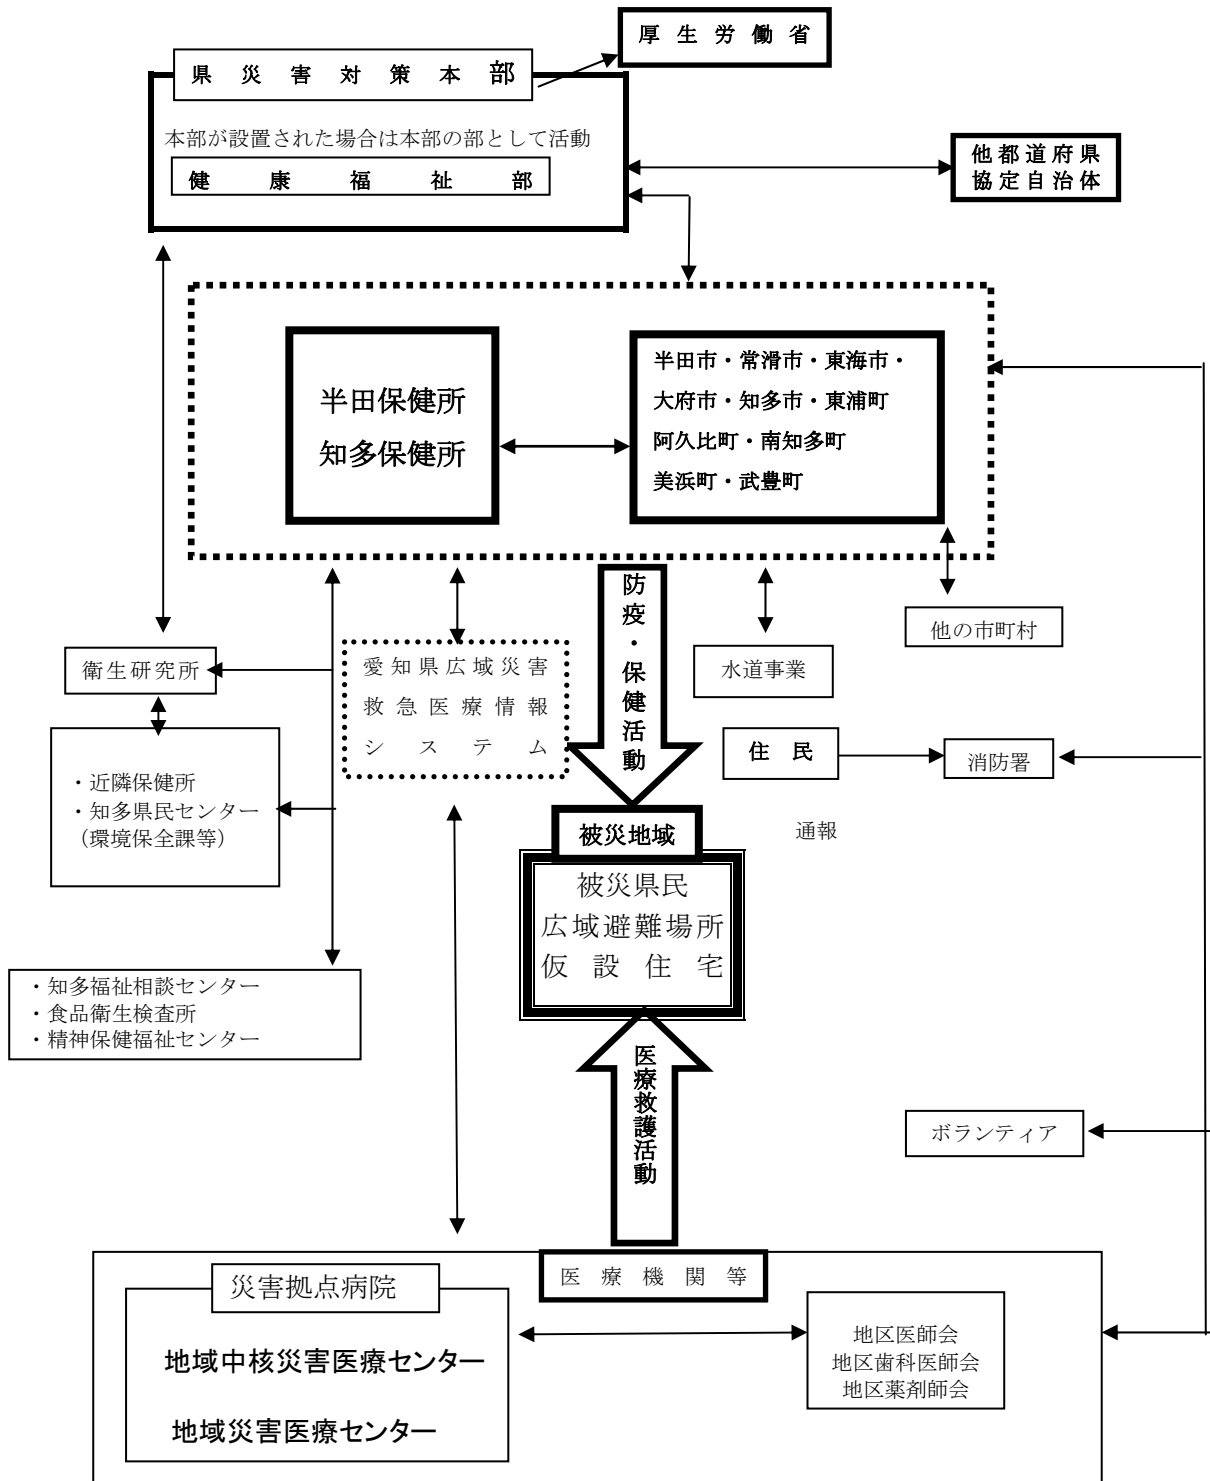 厚生労働省
県災害対策本部
本部が設置された場合は本部の部として活動
健康福祉部
他都道府県
協定自治体
半田保健所
知多保健所
半田市・常滑市・東海市・
大府市・知多市・東浦町
阿久比町・南知多町
美浜町・武豊町
防疫・保健活動
他の市町村
衛生研究所
愛知県広域災害
救急医療情報
システム
水道事業
住民
消防署
通報
・近隣保健所
・知多県民センター
（環境保全課等）
被災地域
被災県民
広域避難場所
仮設住宅
・知多福祉相談センター
・食品衛生検査所
・精神保健福祉センター
医療救護活動
ボランティア
医療機関等
災害拠点病院
地域中核災害医療センター
地域災害医療センター
地区医師会
地区歯科医師会
地区薬剤師会